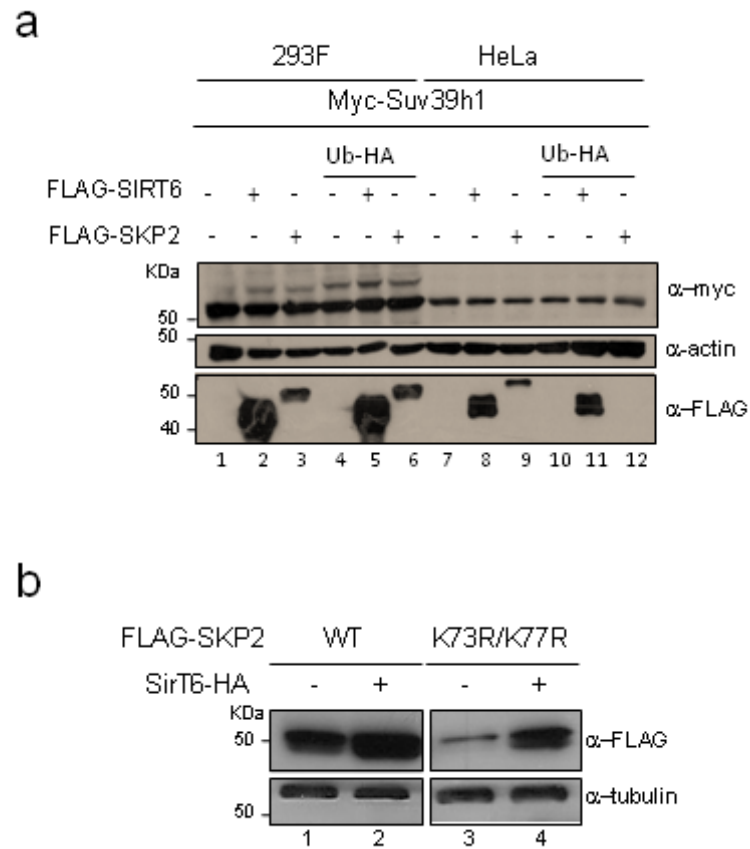 a
293F HeLa
Myc-Suv39h1
Ub-HA Ub-HA
FLAG-SIRT6 - + - - + - - + - - + -
FLAG-SKP2 - - + - - + - - + - - +
KDa
50
α-myc
50
α-actin
50
40
α-FLAG
1 2 3 4 5 6 7 8 9 10 11 12
b
FLAG-SKP2 WT K73R/K77R
SirT6-HA - + - +
KDa
50
α-FLAG
50
α-tubulin
1 2 3 4